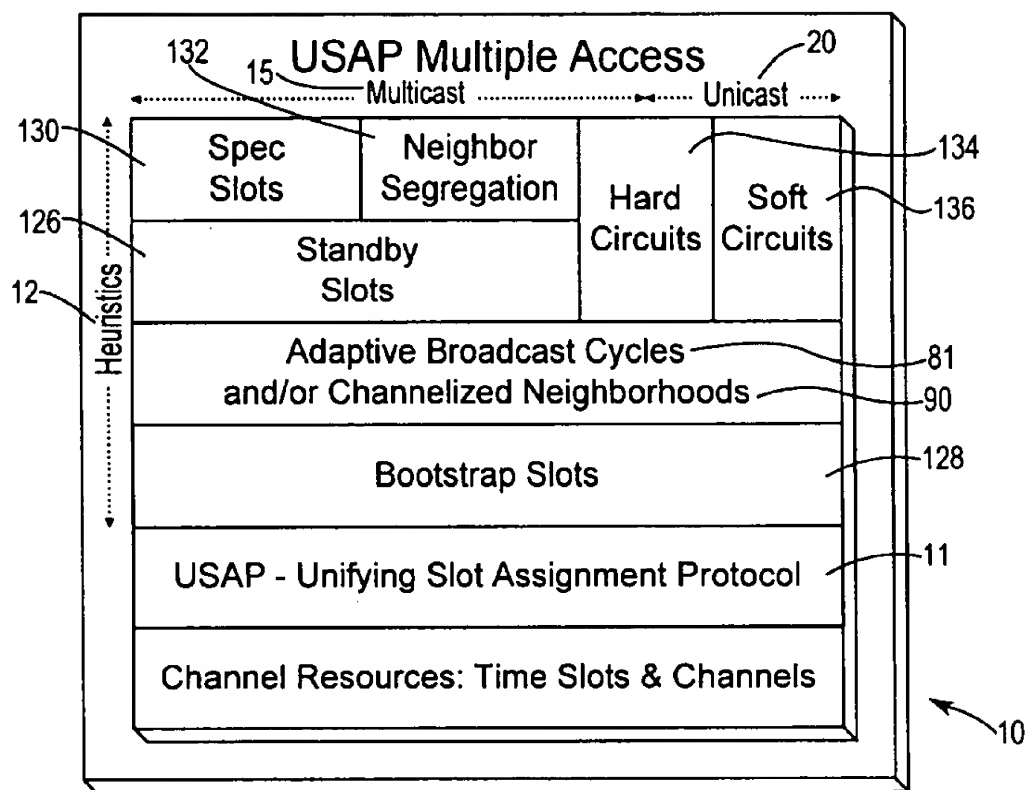 USAP Multiple Access
132
15
20
Multicast
Unicast
130
Spec
Slots
Neighbor
Segregation
134
Hard
Circuits
Soft
Circuits
136
126
Standby
Slots
12
Heuristics
Adaptive Broadcast Cycles
81
and/or Channelized Neighborhoods
90
Bootstrap Slots
128
USAP - Unifying Slot Assignment Protocol
11
Channel Resources: Time Slots & Channels
10